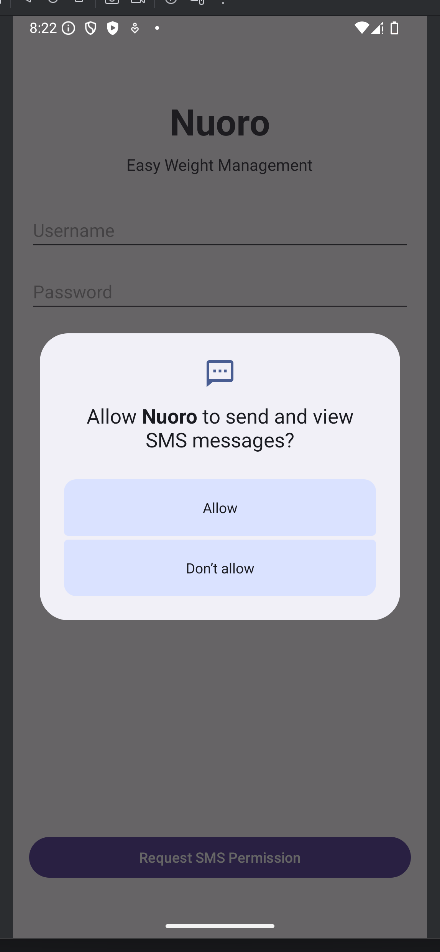 8:22
Nuoro
Easy Weight Management
Username
Password
Allow Nuoro to send and view
SMS messages?
Allow
Don’t allow
Request SMS Permission